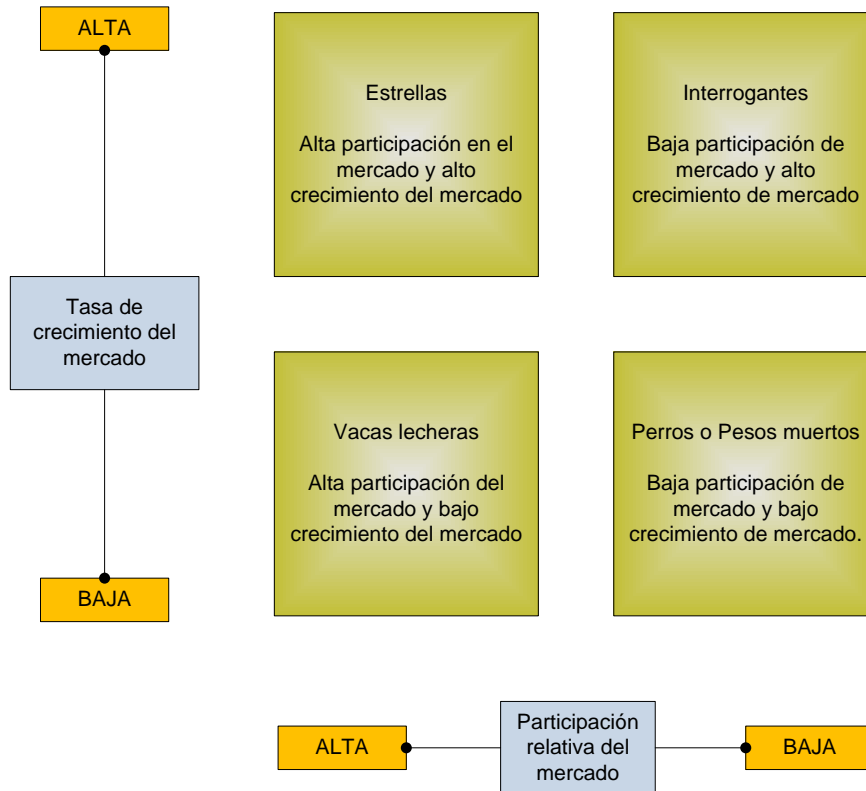 ALTA
Estrellas
Alta participación en el
mercado y alto
crecimiento del mercado
Interrogantes
Baja participación de
mercado y alto
crecimiento de mercado
Tasa de
crecimiento del
mercado
Vacas lecheras
Alta participación del
mercado y bajo
crecimiento del mercado
Perros o Pesos muertos
Baja participación de
mercado y bajo
crecimiento de mercado.
BAJA
ALTA
Participación
relativa del
mercado
BAJA